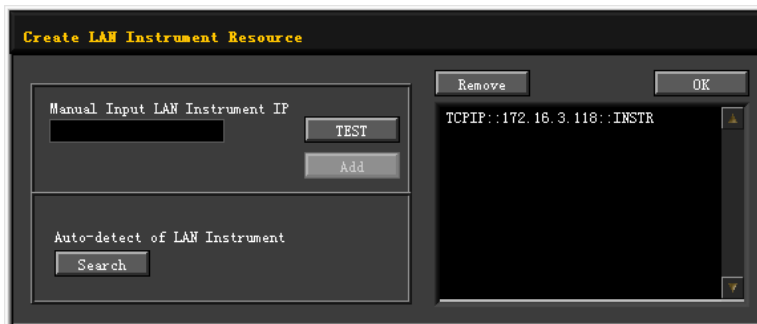 Create LAN Instrument Resource
Manual Input LAN Instrument IP
TEST
Add
Auto-detect of LAN Instrument
Search
Remove
OK
TCPIP::172.16.3.118::INSTR